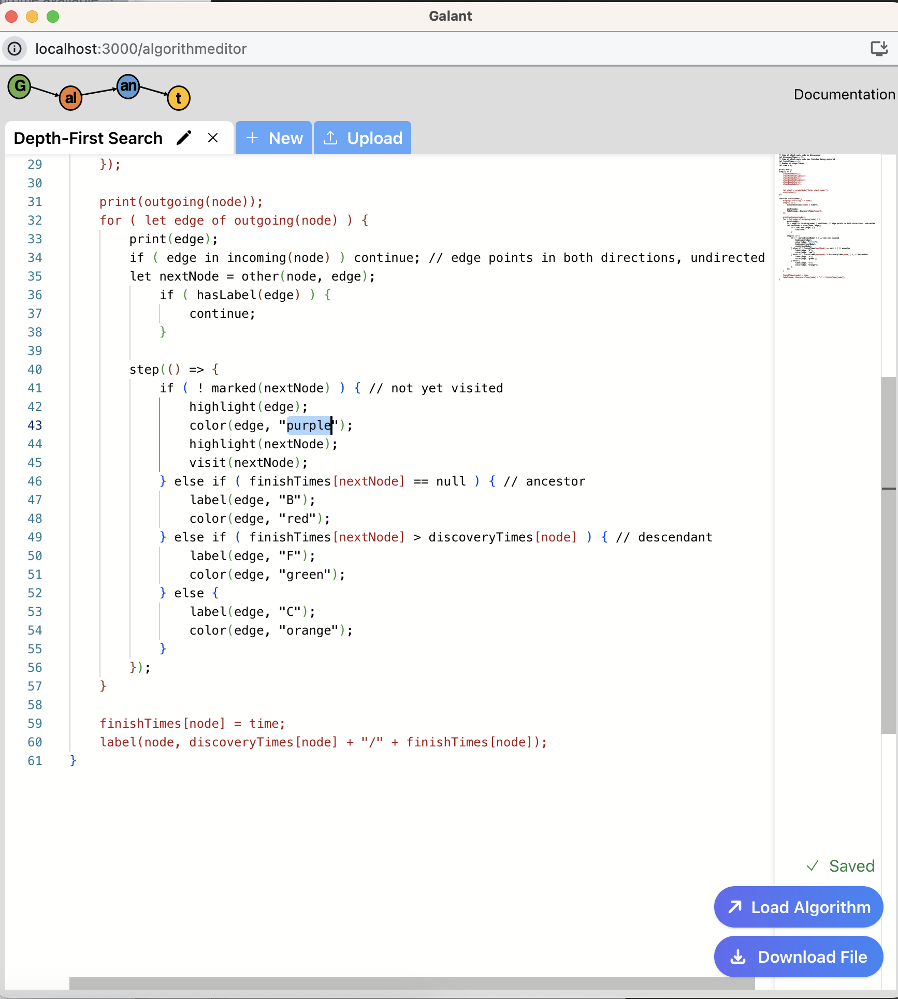 Galant
localhost:3000/algorithmeditor
G al an t
Documentation
Depth-First Search
New
Upload
29 });
30
31 print(outgoing(node));
32 for ( let edge of outgoing(node) ) {
33 print(edge);
34 if ( edge in incoming(node) ) continue; // edge points in both directions, undirected
35 let nextNode = other(node, edge);
36 if ( hasLabel(edge) ) {
37 continue;
38 }
39
40 step(() => {
41 if ( ! marked(nextNode) ) { // not yet visited
42 highlight(edge);
43 color(edge, "purple");
44 highlight(nextNode);
45 visit(nextNode);
46 } else if ( finishTimes[nextNode] == null ) { // ancestor
47 label(edge, "B");
48 color(edge, "red");
49 } else if ( finishTimes[nextNode] > discoveryTimes[node] ) { // descendant
50 label(edge, "F");
51 color(edge, "green");
52 } else {
53 label(edge, "C");
54 color(edge, "orange");
55 }
56 });
57 }
58
59 finishTimes[node] = time;
60 label(node, discoveryTimes[node] + "/" + finishTimes[node]);
61 }
Saved
Load Algorithm
Download File